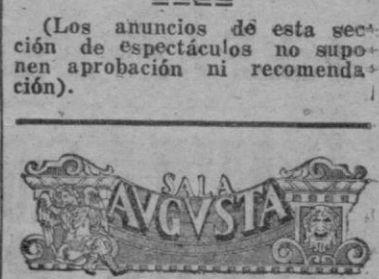 (Los anuncios de esta sec-
ción de espectáculos no supo-
nen aprobación ni recomenda-
ción).
SALA
AVGVSTA